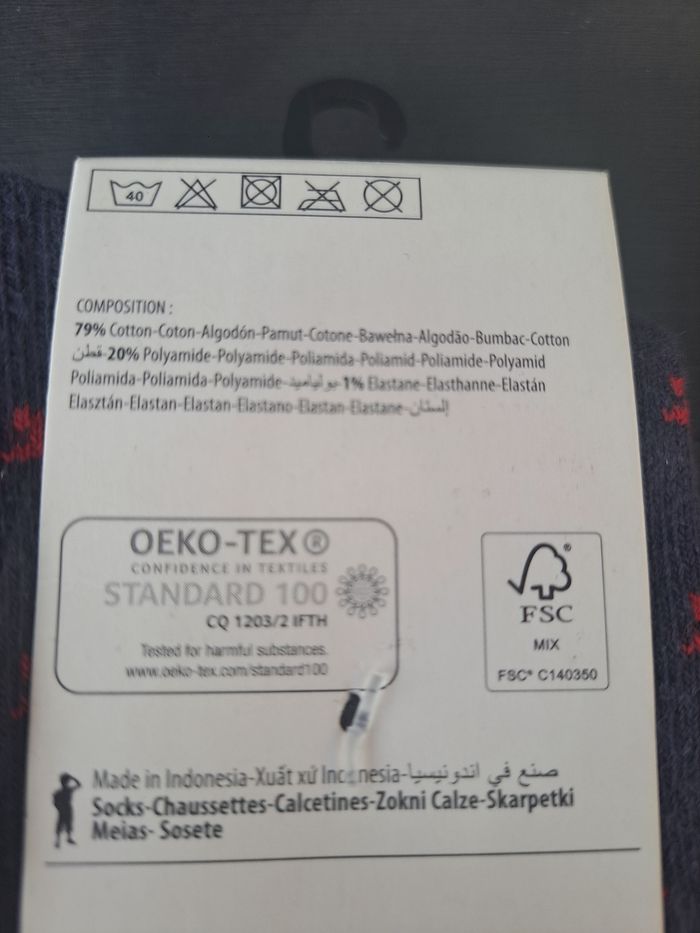 40
COMPOSITION :
79% Cotton-Coton-Algodón-Pamut-Cotone-Bawełna-Algodão-Bumbac-Cotton
قطن-20% Polyamide-Polyamide-Poliamida-Poliamid-Poliamide-Polyamid
Poliamida-Poliamida-Polyamide-بولياميد-1% Elastane-Elasthanne-Elastán
Elasztán-Elastan-Elastan-Elastano-Elastan-Elastane-إلستان
OEKO-TEX®
CONFIDENCE IN TEXTILES
STANDARD 100
CQ 1203/2 IFTH
Tested for harmful substances.
www.oeko-tex.com/standard100
FSC
MIX
FSC® C140350
Made in Indonesia-Xuất xứ Indonesia-صنع في اندونيسيا
Socks-Chaussettes-Calcetines-Zokni Calze-Skarpetki
Meias- Sosete